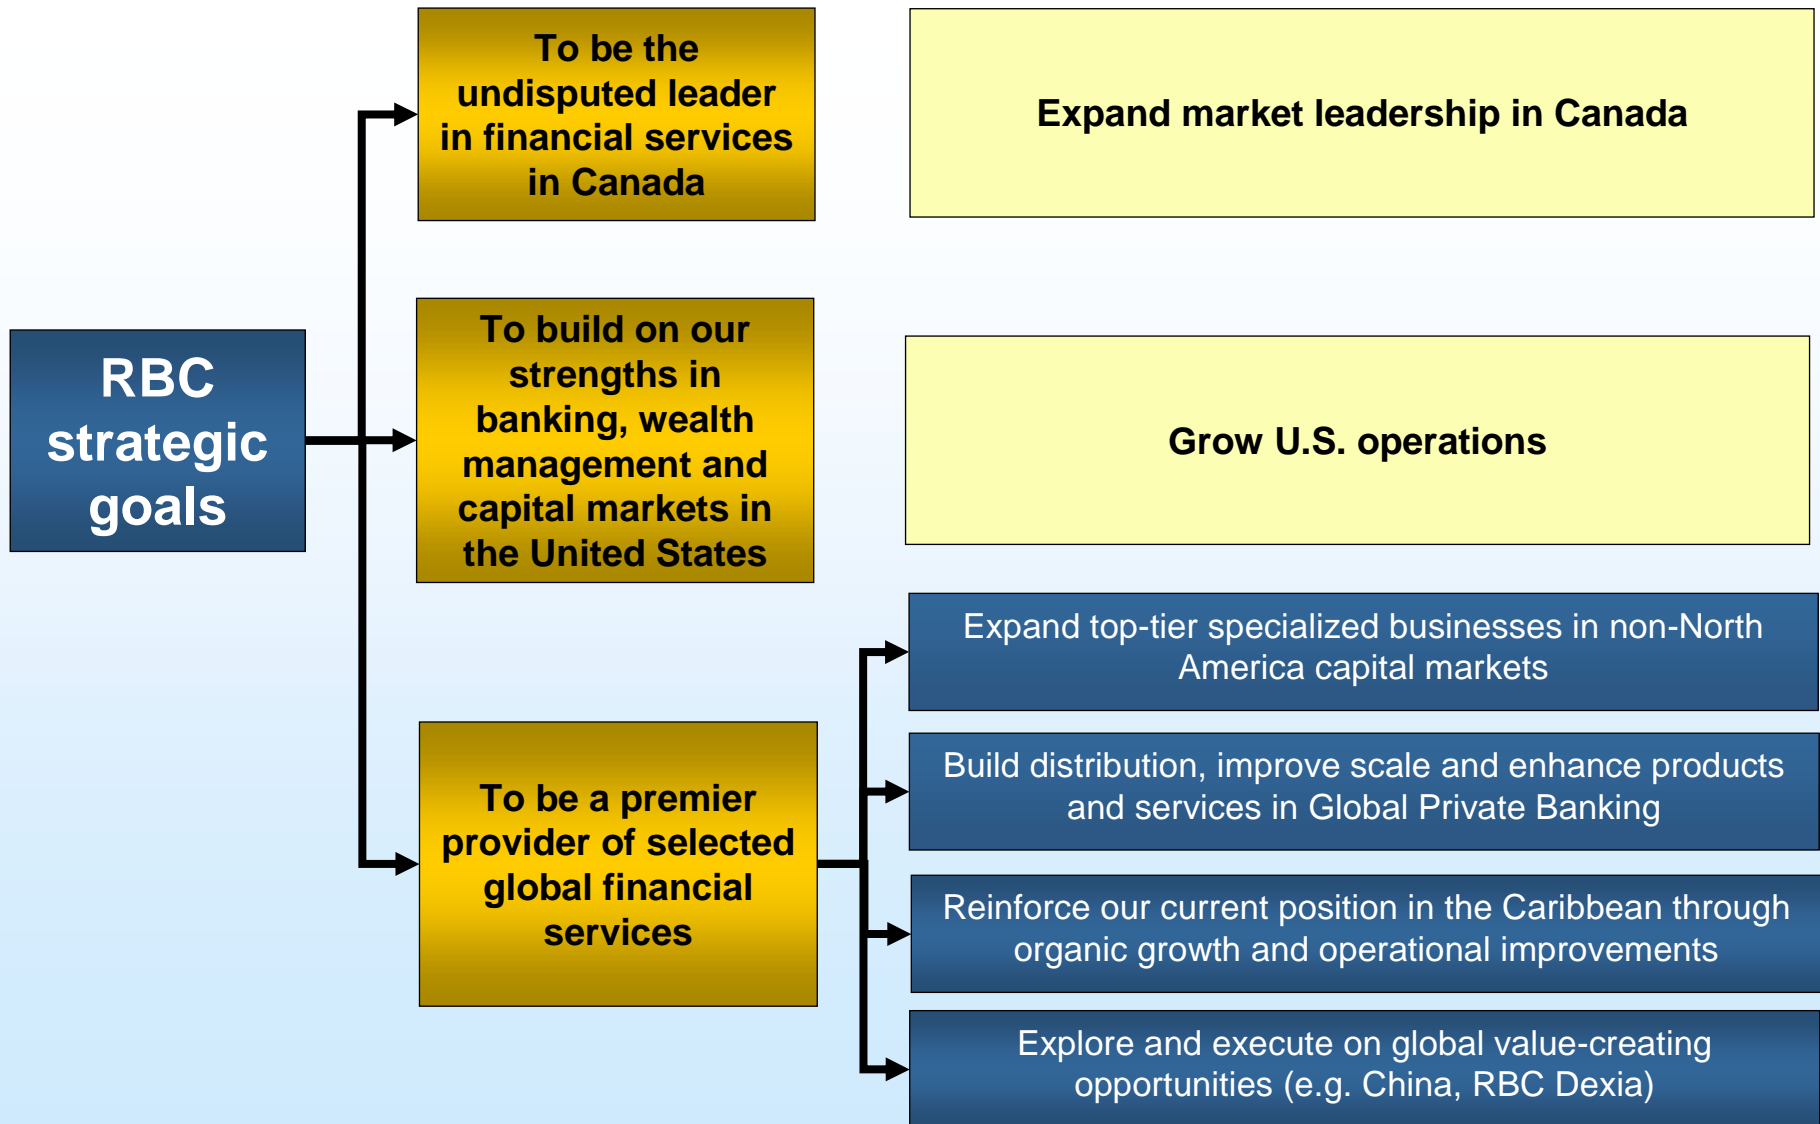 RBC
strategic
goals
To be the
undisputed leader
in financial services
in Canada
Expand market leadership in Canada
To build on our
strengths in
banking, wealth
management and
capital markets in
the United States
Grow U.S. operations
To be a premier
provider of selected
global financial
services
Expand top-tier specialized businesses in non-North
America capital markets
Build distribution, improve scale and enhance products
and services in Global Private Banking
Reinforce our current position in the Caribbean through
organic growth and operational improvements
Explore and execute on global value-creating
opportunities (e.g. China, RBC Dexia)